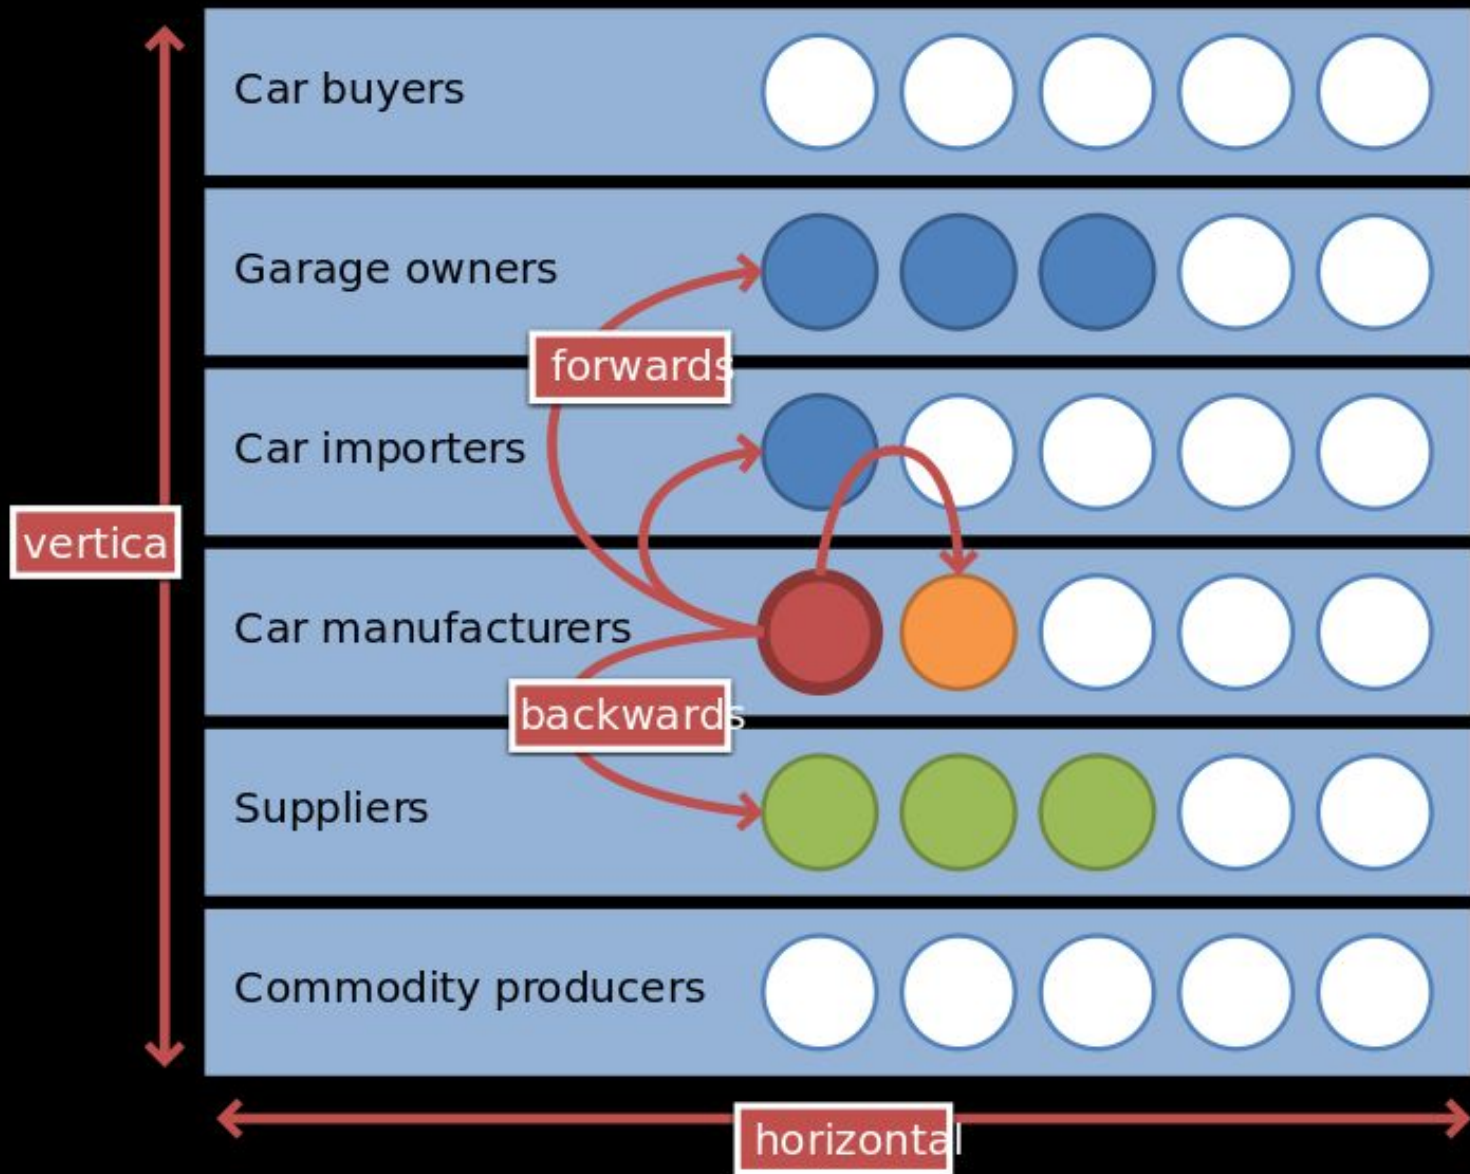 Car buyers
Garage owners
forwards
Car importers
vertica
Car manufacturers
backwards
Suppliers
Commodity producers
horizontal